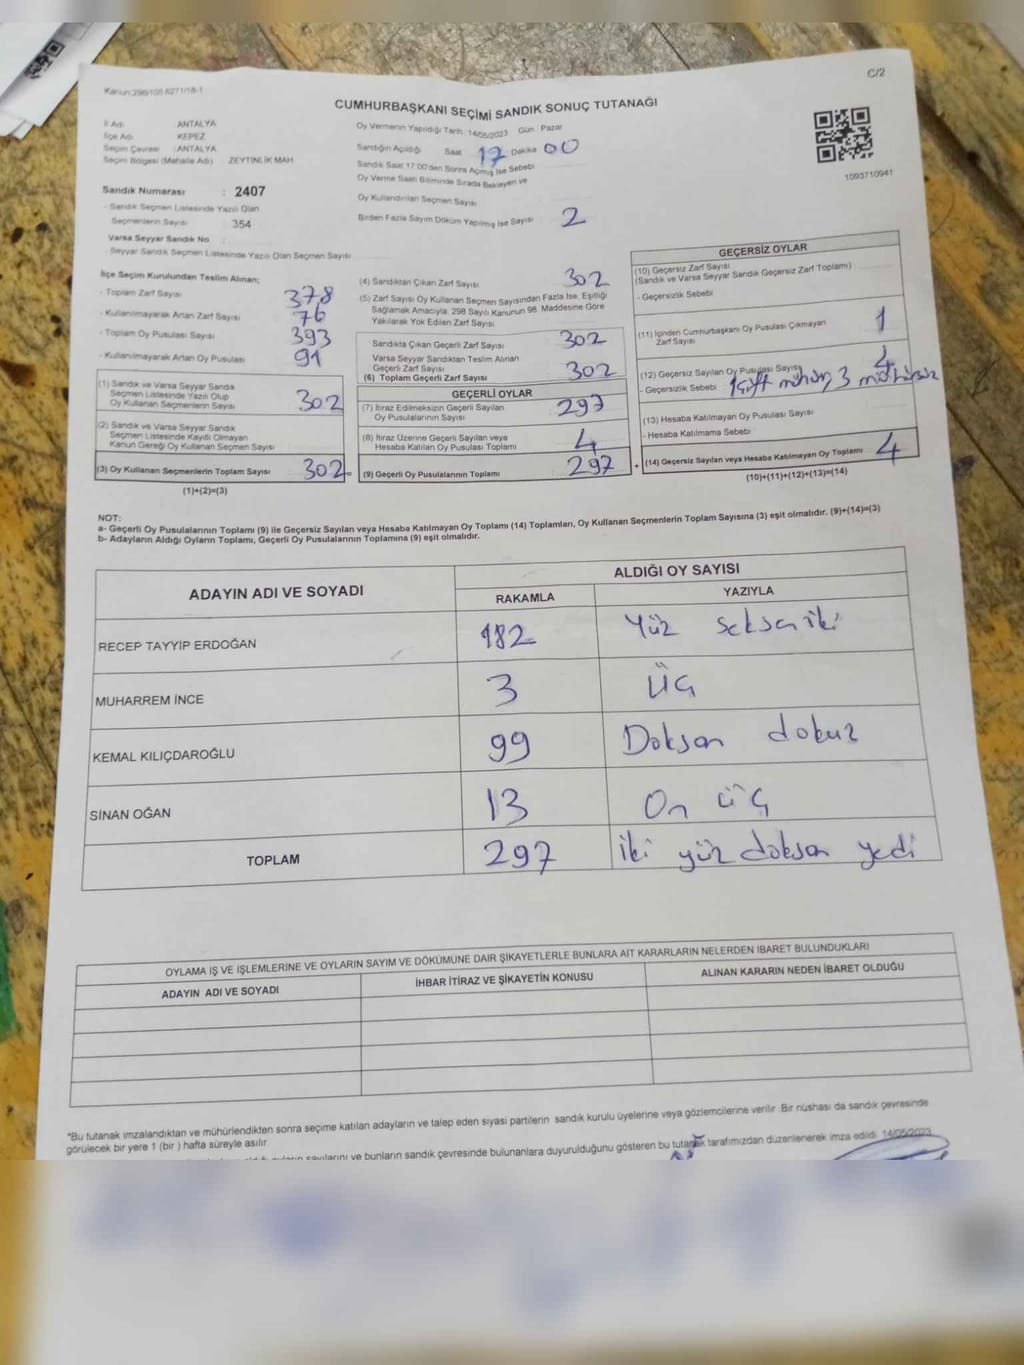 C/2
Kanun:298/105 6271/18-1
CUMHURBAŞKANI SEÇİMİ SANDIK SONUÇ TUTANAĞI
İl Adı ANTALYA
İlçe Adı KEPEZ
Seçim Çevresi : ANTALYA
Seçim Bölgesi (Mahalle Adı) ZEYTİNLİK MAH
Sandık Numarası : 2407
- Sandık Seçmen Listesinde Yazılı Olan
Seçmenlerin Sayısı 354
Varsa Seyyar Sandık No :
- Seyyar Sandık Seçmen Listesinde Yazılı Olan Seçmen Sayısı
Oy Vermenin Yapıldığı Tarih 14/05/2023 Gün Pazar
Sandığın Açıldığı Saat 17 Dakika 00
Sandık Saat 17:00'den Sonra Açılmış İse Sebebi
Oy Verme Saati Bitiminde Sırada Bekleyen ve
Oy Kullandırılan Seçmen Sayısı
Birden Fazla Sayım Döküm Yapılmış İse Sayısı 2
1093710941
İlçe Seçim Kurulundan Teslim Alınan;
- Toplam Zarf Sayısı 378
- Kullanılmayarak Artan Zarf Sayısı 76
- Toplam Oy Pusulası Sayısı 393
- Kullanılmayarak Artan Oy Pusulası 91
(1) Sandık ve Varsa Seyyar Sandık
Seçmen Listesinde Yazılı Olup
Oy Kullanan Seçmenlerin Sayısı 302
(2) Sandık ve Varsa Seyyar Sandık
Seçmen Listesinde Kayıtlı Olmayan
Kanun Gereği Oy Kullanan Seçmen Sayısı
(3) Oy Kullanan Seçmenlerin Toplam Sayısı 302
(1)+(2)=(3)
(4) Sandıktan Çıkan Zarf Sayısı 302
(5) Zarf Sayısı Oy Kullanan Seçmen Sayısından Fazla İse, Eşitliği
Sağlamak Amacıyla, 298 Sayılı Kanunun 98. Maddesine Göre
Yakılarak Yok Edilen Zarf Sayısı
Sandıkta Çıkan Geçerli Zarf Sayısı 302
Varsa Seyyar Sandıktan Teslim Alınan
Geçerli Zarf Sayısı
(6) Toplam Geçerli Zarf Sayısı 302
GEÇERLİ OYLAR
(7) İtiraz Edilmeksizin Geçerli Sayılan
Oy Pusulalarının Sayısı 297
(8) İtiraz Üzerine Geçerli Sayılan veya
Hesaba Katılan Oy Pusulası Toplamı 4
(9) Geçerli Oy Pusulalarının Toplamı 297
GEÇERSİZ OYLAR
(10) Geçersiz Zarf Sayısı
(Sandık ve Varsa Seyyar Sandık Geçersiz Zarf Toplamı)
- Geçersizlik Sebebi
(11) İçinden Cumhurbaşkanı Oy Pusulası Çıkmayan
Zarf Sayısı 1
(12) Geçersiz Sayılan Oy Pusulası Sayısı 4
- Geçersizlik Sebebi 1 çift mühür, 3 mühürsüz
(13) Hesaba Katılmayan Oy Pusulası Sayısı
- Hesaba Katılmama Sebebi
+ (14) Geçersiz Sayılan veya Hesaba Katılmayan Oy Toplamı 4
(10)+(11)+(12)+(13)=(14)
NOT:
a- Geçerli Oy Pusulalarının Toplamı (9) ile Geçersiz Sayılan veya Hesaba Katılmayan Oy Toplamı (14) Toplamları, Oy Kullanan Seçmenlerin Toplam Sayısına (3) eşit olmalıdır. (9)+(14)=(3)
b- Adayların Aldığı Oyların Toplamı, Geçerli Oy Pusulalarının Toplamına (9) eşit olmalıdır.
ADAYIN ADI VE SOYADI ALDIĞI OY SAYISI
RAKAMLA YAZIYLA
RECEP TAYYİP ERDOĞAN 182 Yüz seksen iki
MUHARREM İNCE 3 Üç
KEMAL KILIÇDAROĞLU 99 Doksan dokuz
SİNAN OĞAN 13 On üç
TOPLAM 297 iki yüz doksan yedi
OYLAMA İŞ VE İŞLEMLERİNE VE OYLARIN SAYIM VE DÖKÜMÜNE DAİR ŞİKAYETLERLE BUNLARA AİT KARARLARIN NELERDEN İBARET BULUNDUKLARI
ADAYIN ADI VE SOYADI İHBAR İTİRAZ VE ŞİKAYETİN KONUSU ALINAN KARARIN NEDEN İBARET OLDUĞU
*Bu tutanak imzalandıktan ve mühürlendikten sonra seçime katılan adayların ve talep eden siyasi partilerin sandık kurulu üyelerine veya gözlemcilerine verilir. Bir nüshası da sandık çevresinde
görülecek bir yere 1 (bir ) hafta süreyle asılır.
sayılarını ve bunların sandık çevresinde bulunanlara duyurulduğunu gösteren bu tutanak tarafımızdan düzenlenerek imza edildi. 14/05/2023